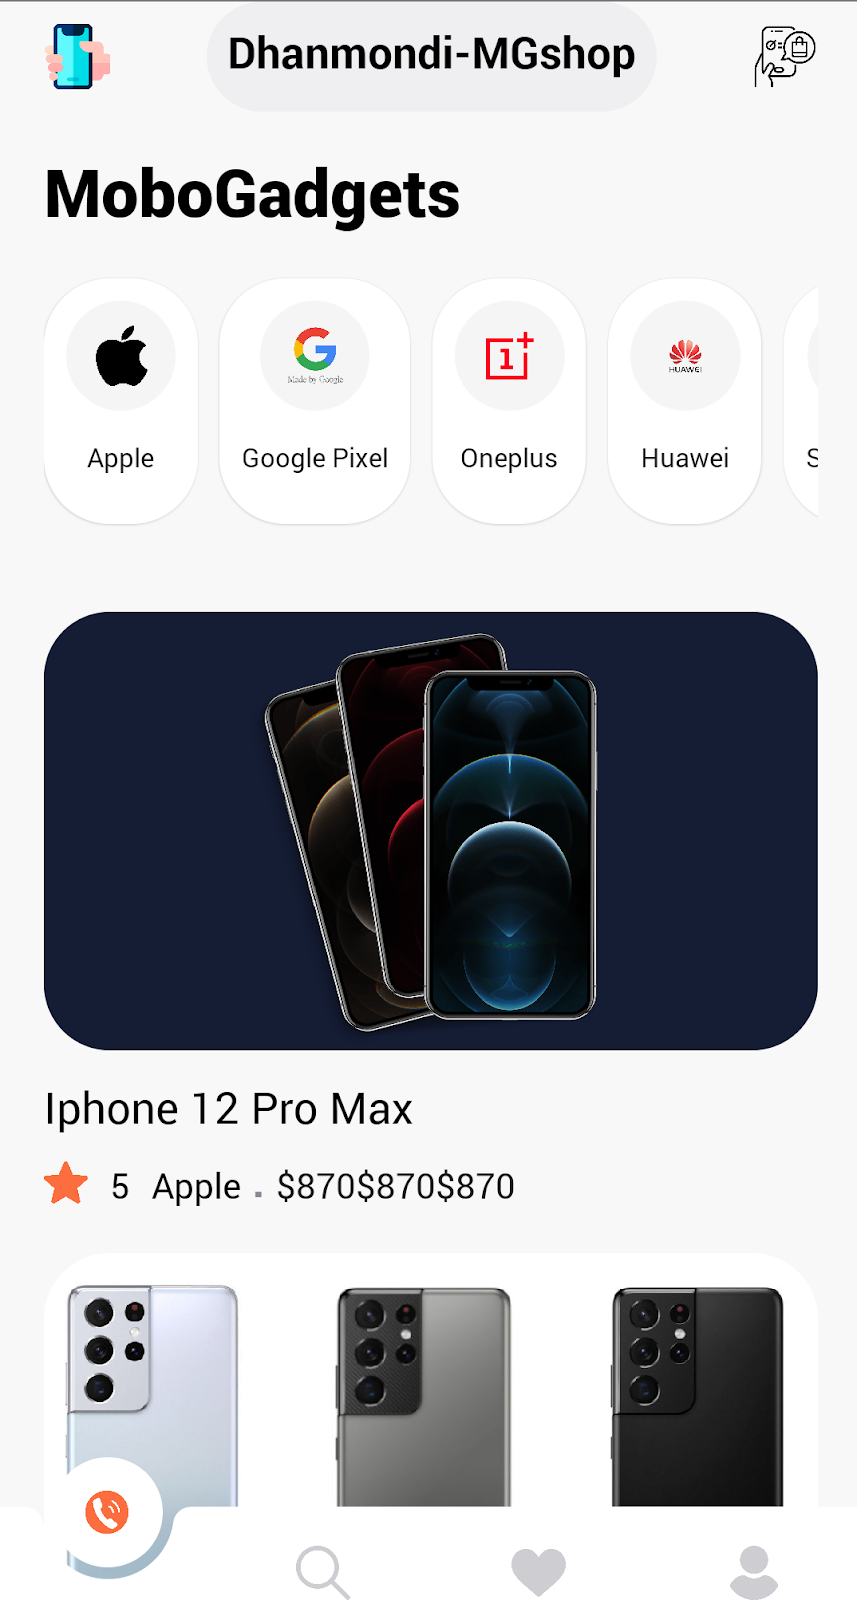 Dhanmondi-MGshop
MoboGadgets
Made by Google
HUAWEI
Apple
Google Pixel
Oneplus
Huawei
S
Iphone 12 Pro Max
5 Apple . $870$870$870